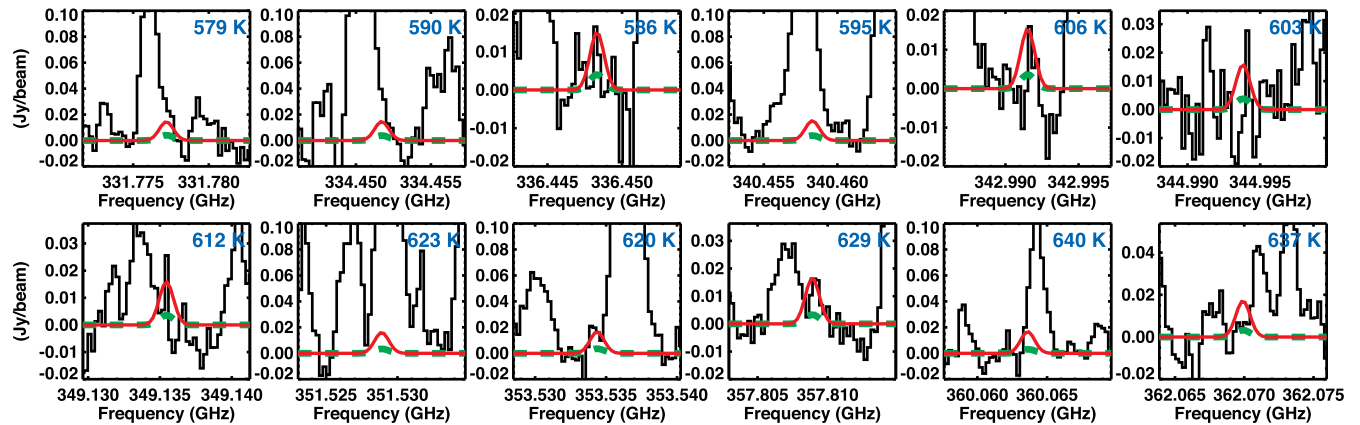 579 K 590 K 586 K 595 K 606 K 603 K
(Jy/beam)
0.10 0.08 0.06 0.04 0.02 0.00 -0.02
0.10 0.08 0.06 0.04 0.02 0.00 -0.02
0.02 0.01 0.00 -0.01 0.02
0.10 0.08 0.06 0.04 0.02 0.00 -0.02
0.02 0.01 0.00 -0.01 0.02
0.03 0.02 0.01 0.00 -0.01 -0.02
331.775 331.780 334.450 334.455 336.445 336.450 340.455 340.460 342.990 342.995 344.990 344.995
Frequency (GHz) Frequency (GHz) Frequency (GHz) Frequency (GHz) Frequency (GHz) Frequency (GHz)
612 K 623 K 620 K 629 K 640 K 637 K
(Jy/beam)
0.03 0.02 0.01 0.00 -0.01 -0.02
0.10 0.08 0.06 0.04 0.02 0.00 0.02
0.10 0.08 0.06 0.04 0.02 0.00 -0.02
0.03 0.02 0.01 0.00 -0.01 -0.02
0.10 0.08 0.06 0.04 0.02 0.00 -0.02
0.04 0.02 0.00 -0.02
349.130 349.135 349.140 351.525 351.530 353.530 353.535 353.540 357.805 357.810 360.060 360.065 362.065 362.070 362.075
Frequency (GHz) Frequency (GHz) Frequency (GHz) Frequency (GHz) Frequency (GHz) Frequency (GHz)